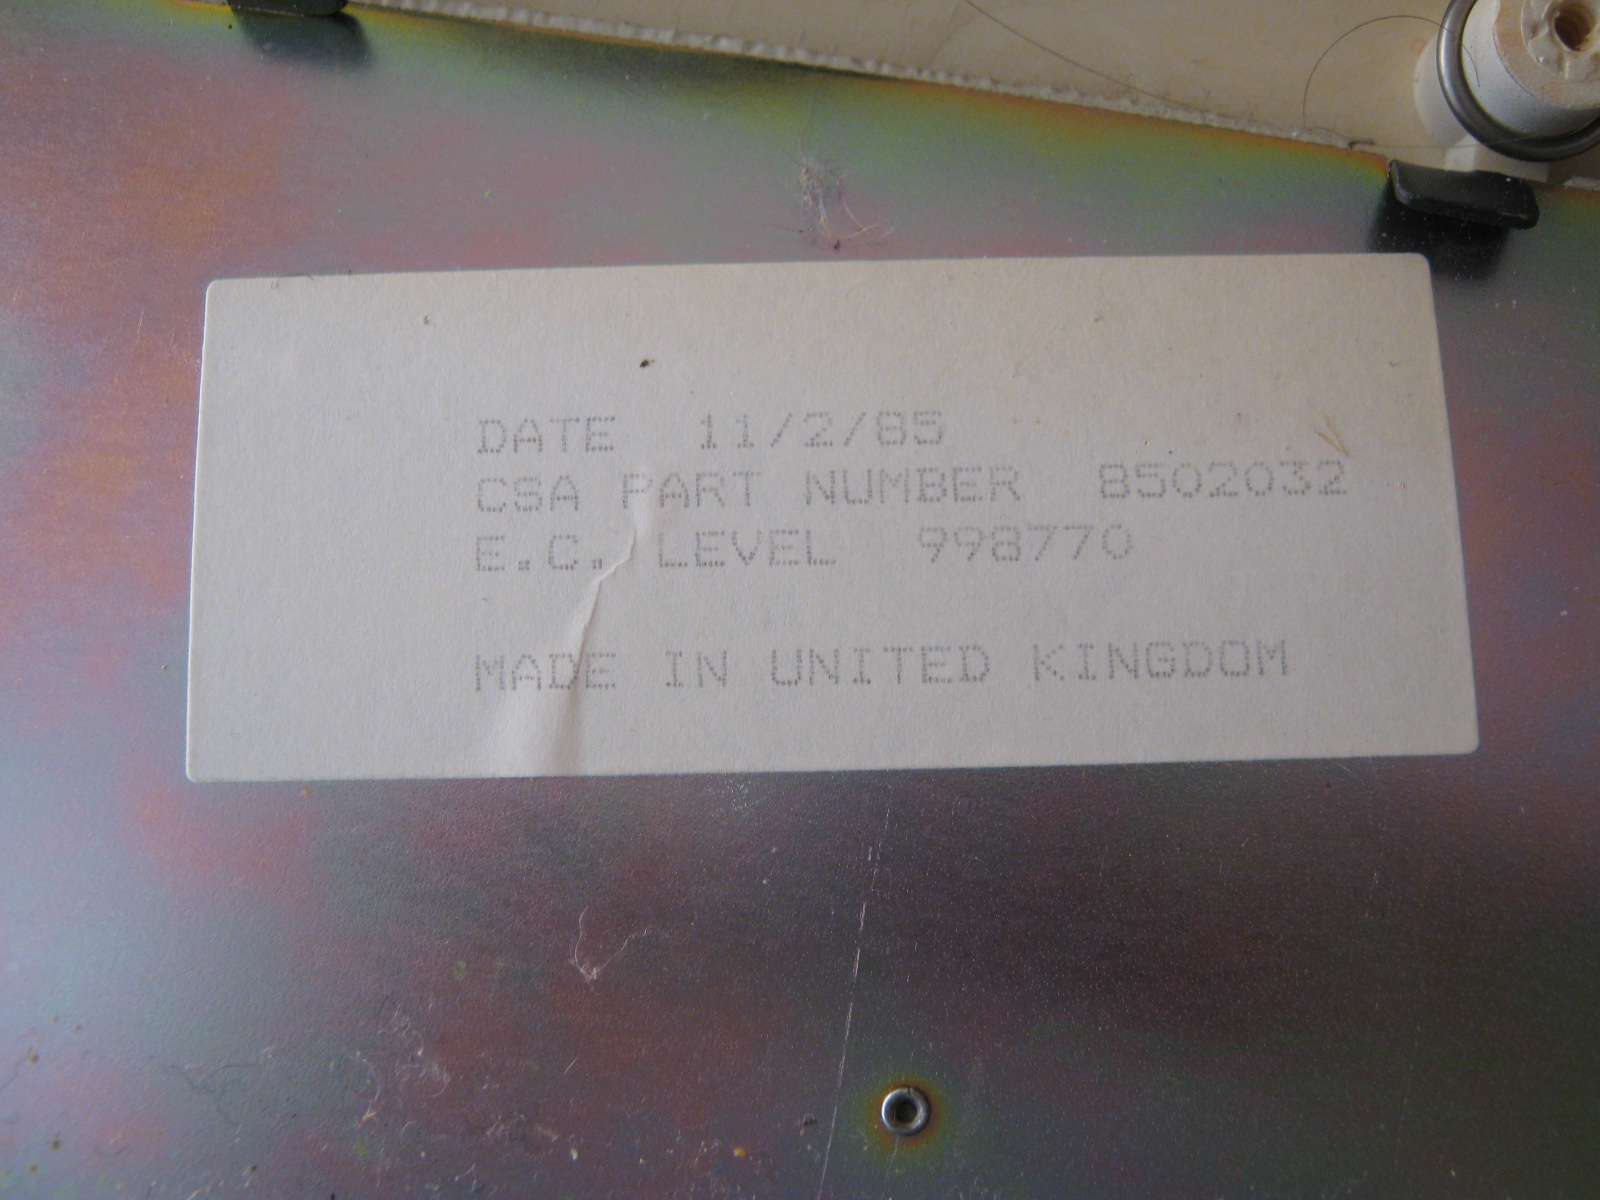 DATE 11/2/85
CSA PART NUMBER 8502032
E.C. LEVEL 998770
MADE IN UNITED KINGDOM